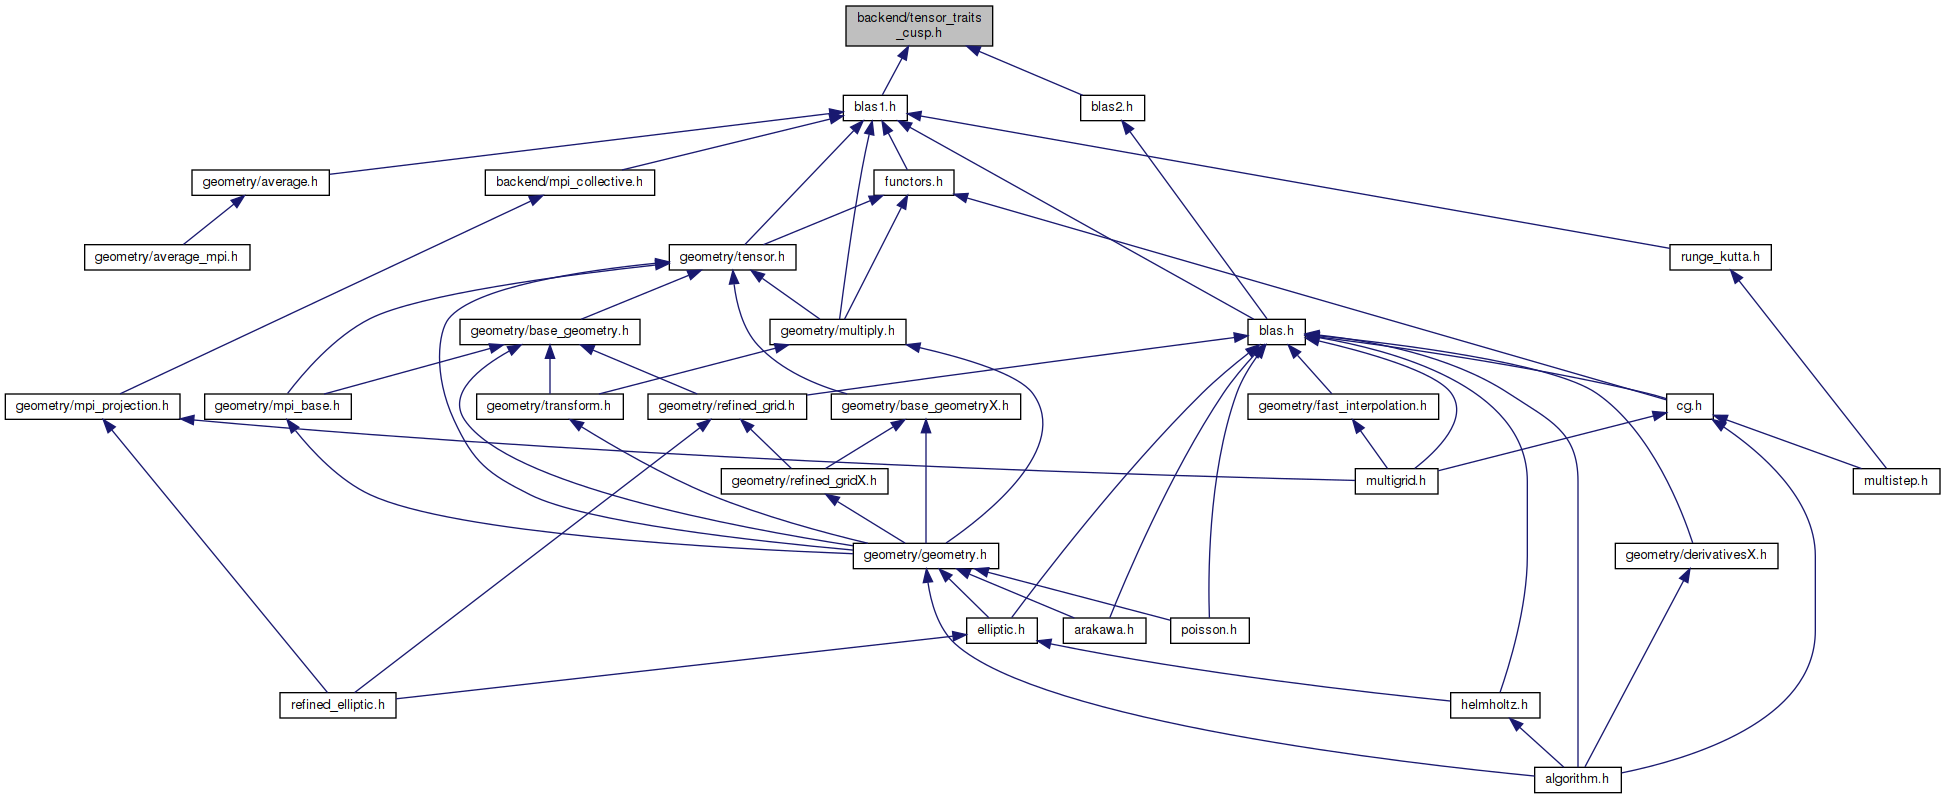 backend/tensor_traits
_cusp.h
blas1.h
blas2.h
geometry/average.h
backend/mpi_collective.h
functors.h
geometry/average_mpi.h
geometry/tensor.h
runge_kutta.h
geometry/base_geometry.h
geometry/multiply.h
blas.h
geometry/mpi_projection.h
geometry/mpi_base.h
geometry/transform.h
geometry/refined_grid.h
geometry/base_geometryX.h
geometry/fast_interpolation.h
cg.h
geometry/refined_gridX.h
multigrid.h
multistep.h
geometry/geometry.h
geometry/derivativesX.h
elliptic.h
arakawa.h
poisson.h
refined_elliptic.h
helmholtz.h
algorithm.h